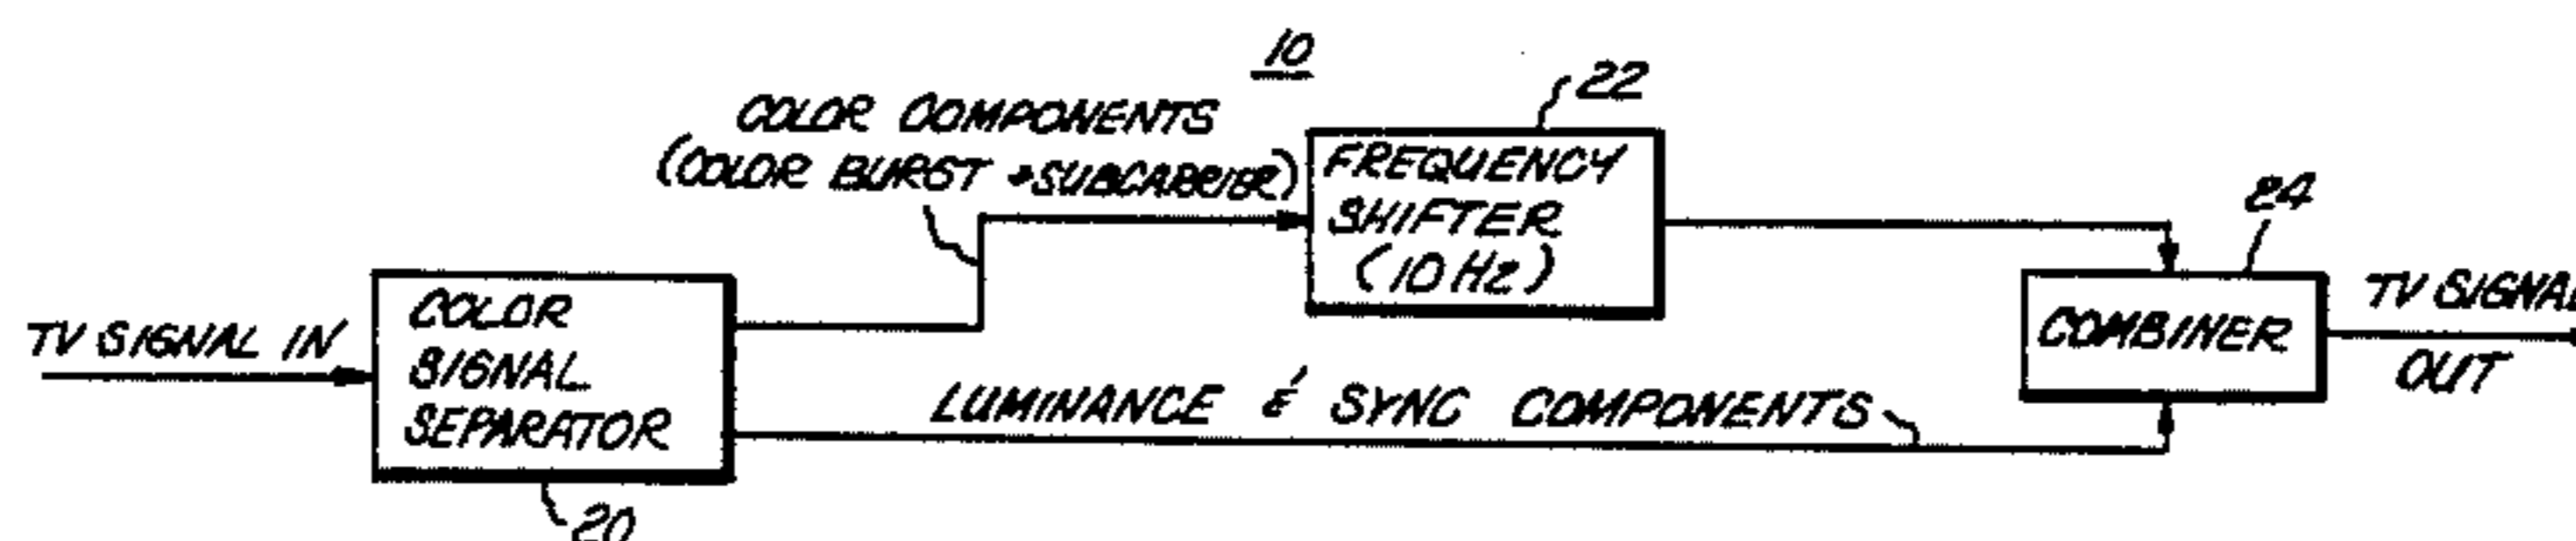 10
22
COLOR COMPONENTS
(COLOR BURST + SUBCARRIER)
FREQUENCY
SHIFTER
(10 Hz)
24
TV SIGNAL IN
COLOR
SIGNAL
SEPARATOR
COMBINER
TV SIGNAL
OUT
LUMINANCE & SYNC COMPONENTS
20